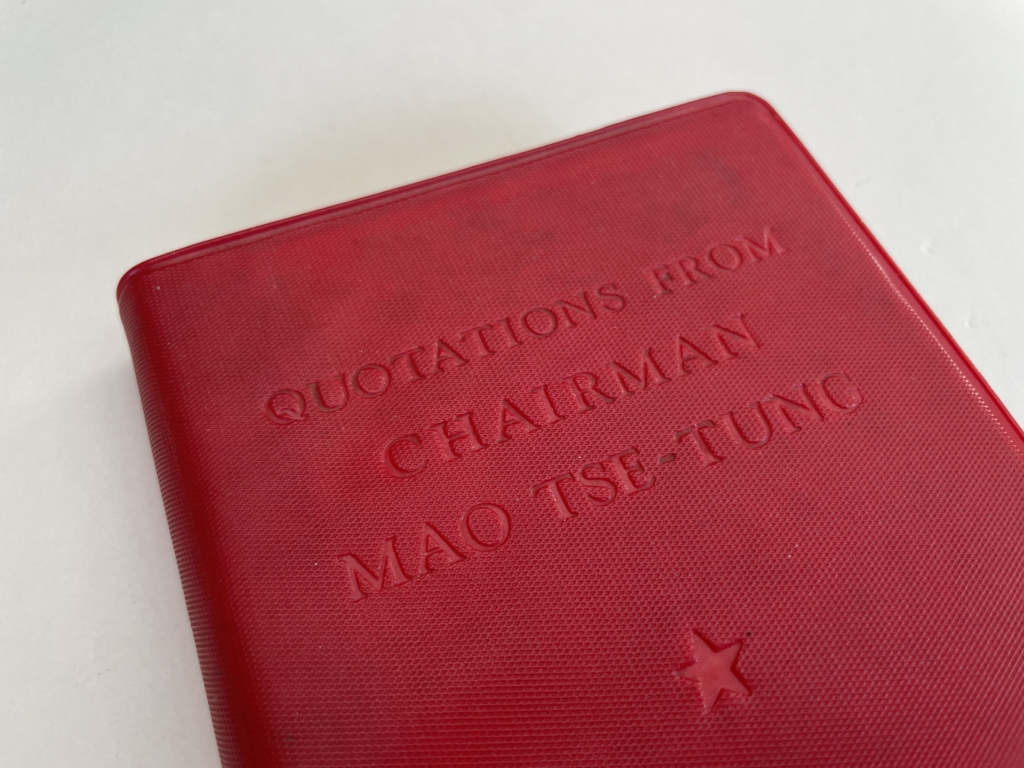 QUOTATIONS FROM
CHAIRMAN
MAO TSE-TUNG